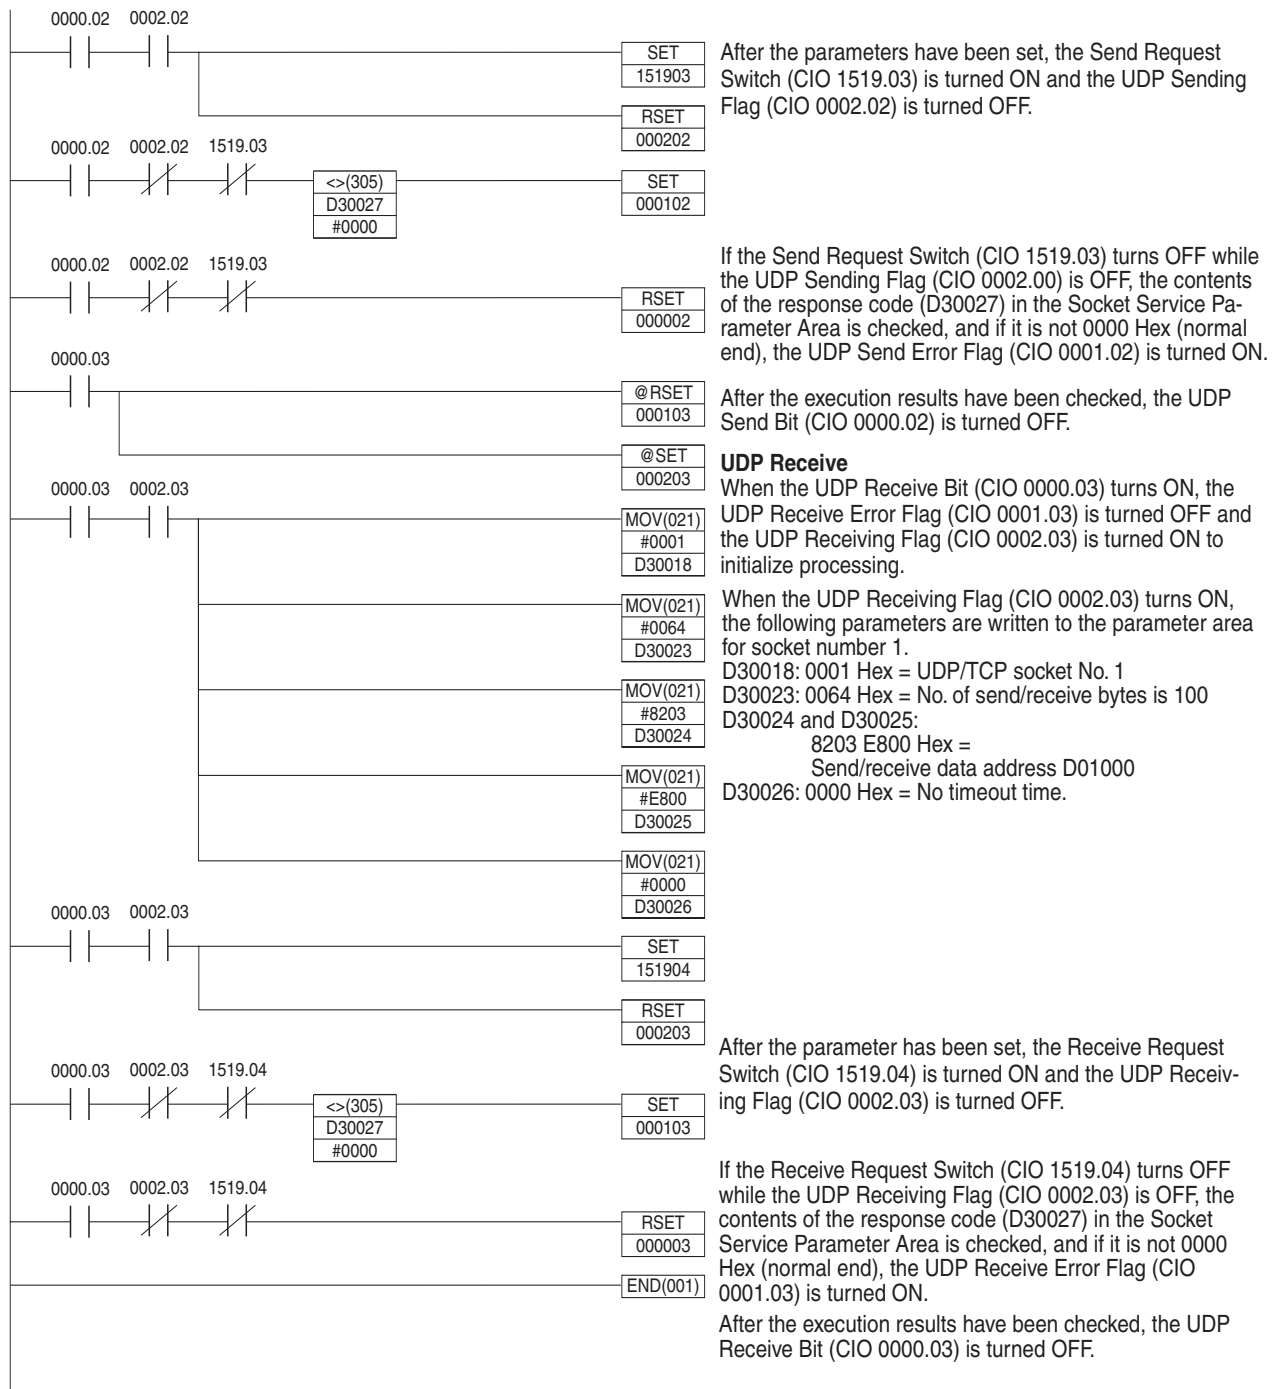 0000.02 0002.02
SET
151903
After the parameters have been set, the Send Request
Switch (CIO 1519.03) is turned ON and the UDP Sending
Flag (CIO 0002.02) is turned OFF.
RSET
000202
0000.02 0002.02 1519.03
<>(305)
D30027
#0000
SET
000102
0000.02 0002.02 1519.03
RSET
000002
If the Send Request Switch (CIO 1519.03) turns OFF while
the UDP Sending Flag (CIO 0002.00) is OFF, the contents
of the response code (D30027) in the Socket Service Pa-
rameter Area is checked, and if it is not 0000 Hex (normal
end), the UDP Send Error Flag (CIO 0001.02) is turned ON.
0000.03
@RSET
000103
After the execution results have been checked, the UDP
Send Bit (CIO 0000.02) is turned OFF.
@SET
000203
UDP Receive
When the UDP Receive Bit (CIO 0000.03) turns ON, the
UDP Receive Error Flag (CIO 0001.03) is turned OFF and
the UDP Receiving Flag (CIO 0002.03) is turned ON to
initialize processing.
0000.03 0002.03
MOV(021)
#0001
D30018
MOV(021)
#0064
D30023
When the UDP Receiving Flag (CIO 0002.03) turns ON,
the following parameters are written to the parameter area
for socket number 1.
D30018: 0001 Hex = UDP/TCP socket No. 1
D30023: 0064 Hex = No. of send/receive bytes is 100
D30024 and D30025:
8203 E800 Hex =
Send/receive data address D01000
D30026: 0000 Hex = No timeout time.
MOV(021)
#8203
D30024
MOV(021)
#E800
D30025
MOV(021)
#0000
D30026
0000.03 0002.03
SET
151904
RSET
000203
After the parameter has been set, the Receive Request
Switch (CIO 1519.04) is turned ON and the UDP Receiv-
ing Flag (CIO 0002.03) is turned OFF.
0000.03 0002.03 1519.04
<>(305)
D30027
#0000
SET
000103
0000.03 0002.03 1519.04
RSET
000003
If the Receive Request Switch (CIO 1519.04) turns OFF
while the UDP Receiving Flag (CIO 0002.03) is OFF, the
contents of the response code (D30027) in the Socket
Service Parameter Area is checked, and if it is not 0000
Hex (normal end), the UDP Receive Error Flag (CIO
0001.03) is turned ON.
END(001)
After the execution results have been checked, the UDP
Receive Bit (CIO 0000.03) is turned OFF.